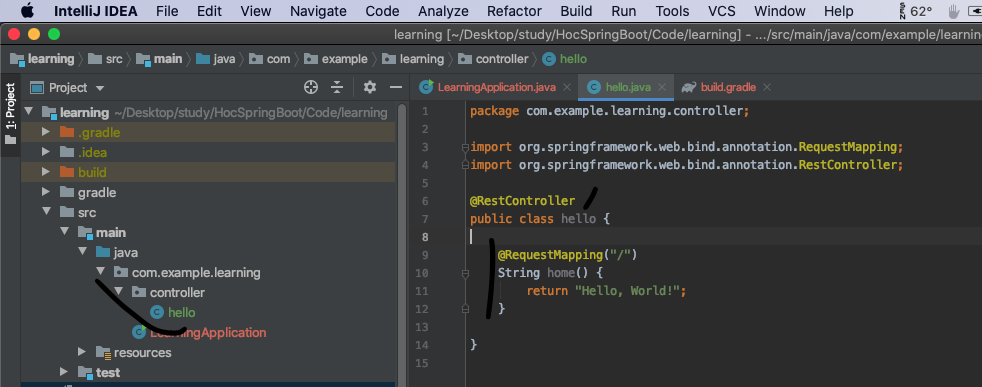 IntelliJ IDEA File Edit View Navigate Code Analyze Refactor Build Run Tools VCS Window Help 62°
learning [~/Desktop/study/HocSpringBoot/Code/learning] - .../src/main/java/com/example/learnin
learning src main java com example learning controller hello
1: Project
Project
LearningApplication.java hello.java build.gradle
learning ~/Desktop/study/HocSpringBoot/Code/learning
.gradle
.idea
build
gradle
src
main
java
com.example.learning
controller
hello
LearningApplication
resources
test
1 package com.example.learning.controller;
2
3 import org.springframework.web.bind.annotation.RequestMapping;
4 import org.springframework.web.bind.annotation.RestController;
5
6 @RestController
7 public class hello {
8
9 @RequestMapping("/")
10 String home() {
11 return "Hello, World!";
12 }
13
14 }
15